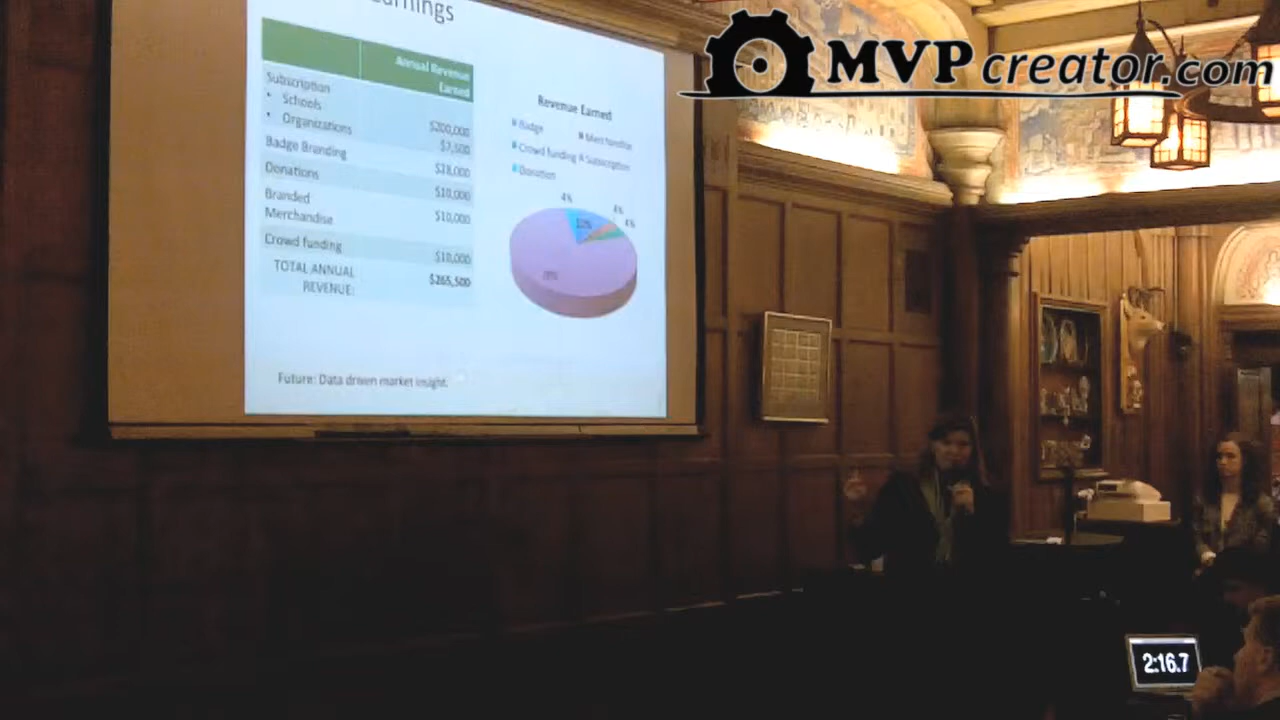 MVPcreator.com
Earnings
Annual Revenue
Earned
Subscription
• Schools
• Organizations
$200,000
$7,500
Badge Branding
$28,000
Donations
$10,000
Branded
Merchandise
$10,000
Crowd funding
$10,000
TOTAL ANNUAL
REVENUE:
$265,500
Revenue Earned
Badge
Merchandise
Crowd funding
Subscription
Donation
4%
4%
4%
10%
78%
Future: Data driven market insight.
2:16.7